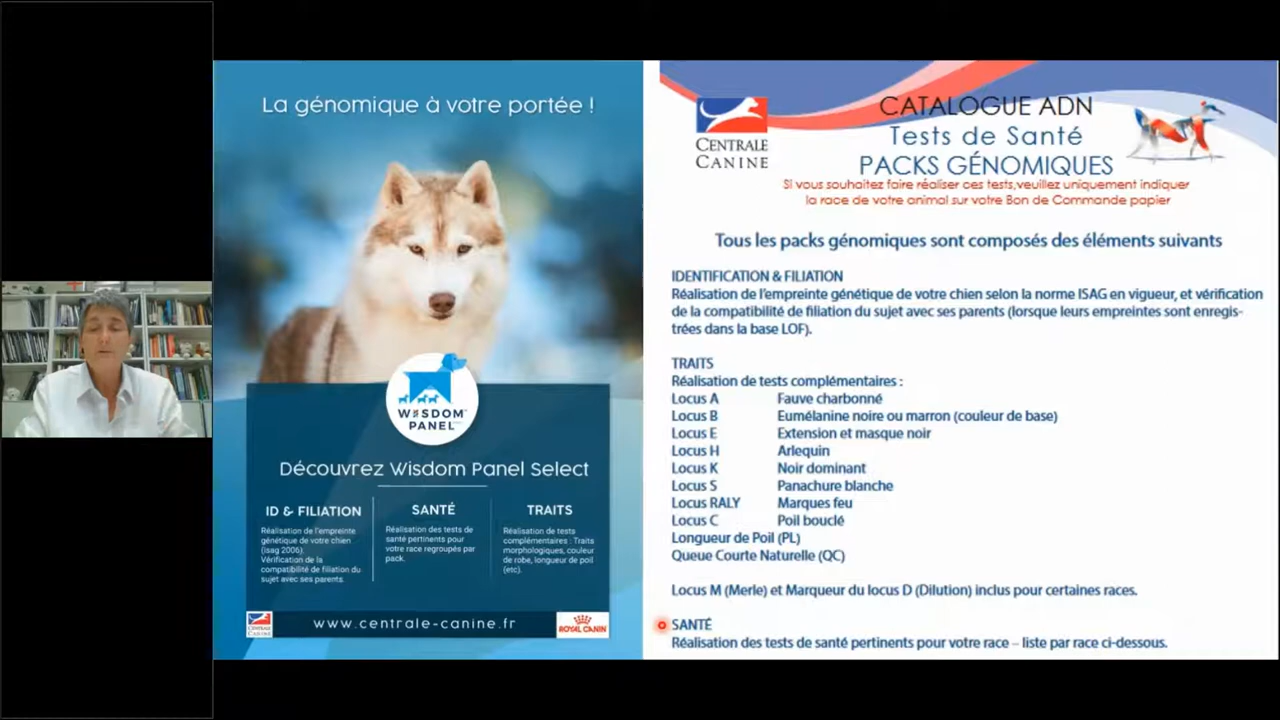 La génomique à votre portée !
WISDOM
PANEL
Découvrez Wisdom Panel Select
ID & FILIATION
Réalisation de l'empreinte
génétique de votre chien
(isag 2006).
Vérification de la
compatibilité de filiation du
sujet avec ses parents.
SANTÉ
Réalisation des tests de
santé pertinents pour
votre race regroupés par
pack.
TRAITS
Réalisation de tests
complémentaires : Traits
morphologiques, couleur
de robe, longueur de poil
(etc).
CENTRALE
CANINE
www.centrale-canine.fr
ROYAL CANIN
CENTRALE
CANINE
CATALOGUE ADN
Tests de Santé
PACKS GÉNOMIQUES
Si vous souhaitez faire réaliser ces tests,veuillez uniquement indiquer
la race de votre animal sur votre Bon de Commande papier
Tous les packs génomiques sont composés des éléments suivants
IDENTIFICATION & FILIATION
Réalisation de l'empreinte génétique de votre chien selon la norme ISAG en vigueur, et vérification
de la compatibilité de filiation du sujet avec ses parents (lorsque leurs empreintes sont enregis-
trées dans la base LOF).
TRAITS
Réalisation de tests complémentaires :
Locus A Fauve charbonné
Locus B Eumélanine noire ou marron (couleur de base)
Locus E Extension et masque noir
Locus H Arlequin
Locus K Noir dominant
Locus S Panachure blanche
Locus RALY Marques feu
Locus C Poil bouclé
Longueur de Poil (PL)
Queue Courte Naturelle (QC)
Locus M (Merle) et Marqueur du locus D (Dilution) inclus pour certaines races.
SANTÉ
Réalisation des tests de santé pertinents pour votre race – liste par race ci-dessous.